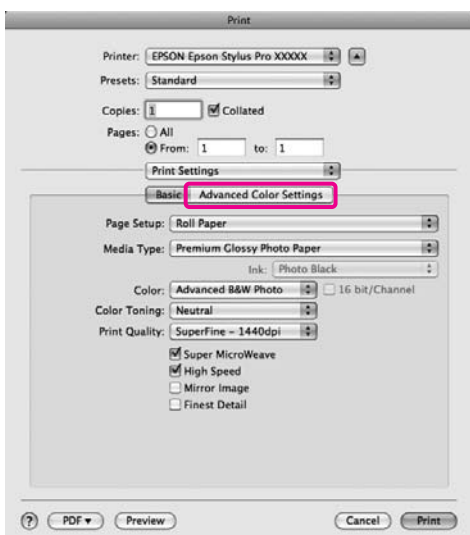 Print
Printer: EPSON Epson Stylus Pro XXXXX
Presets: Standard
Copies: 1 Collated
Pages: All
From: 1 to: 1
Print Settings
Basic Advanced Color Settings
Page Setup: Roll Paper
Media Type: Premium Glossy Photo Paper
Ink: Photo Black
Color: Advanced B&W Photo 16 bit/Channel
Color Toning: Neutral
Print Quality: SuperFine - 1440dpi
Super MicroWeave
High Speed
Mirror Image
Finest Detail
? PDF Preview Cancel Print